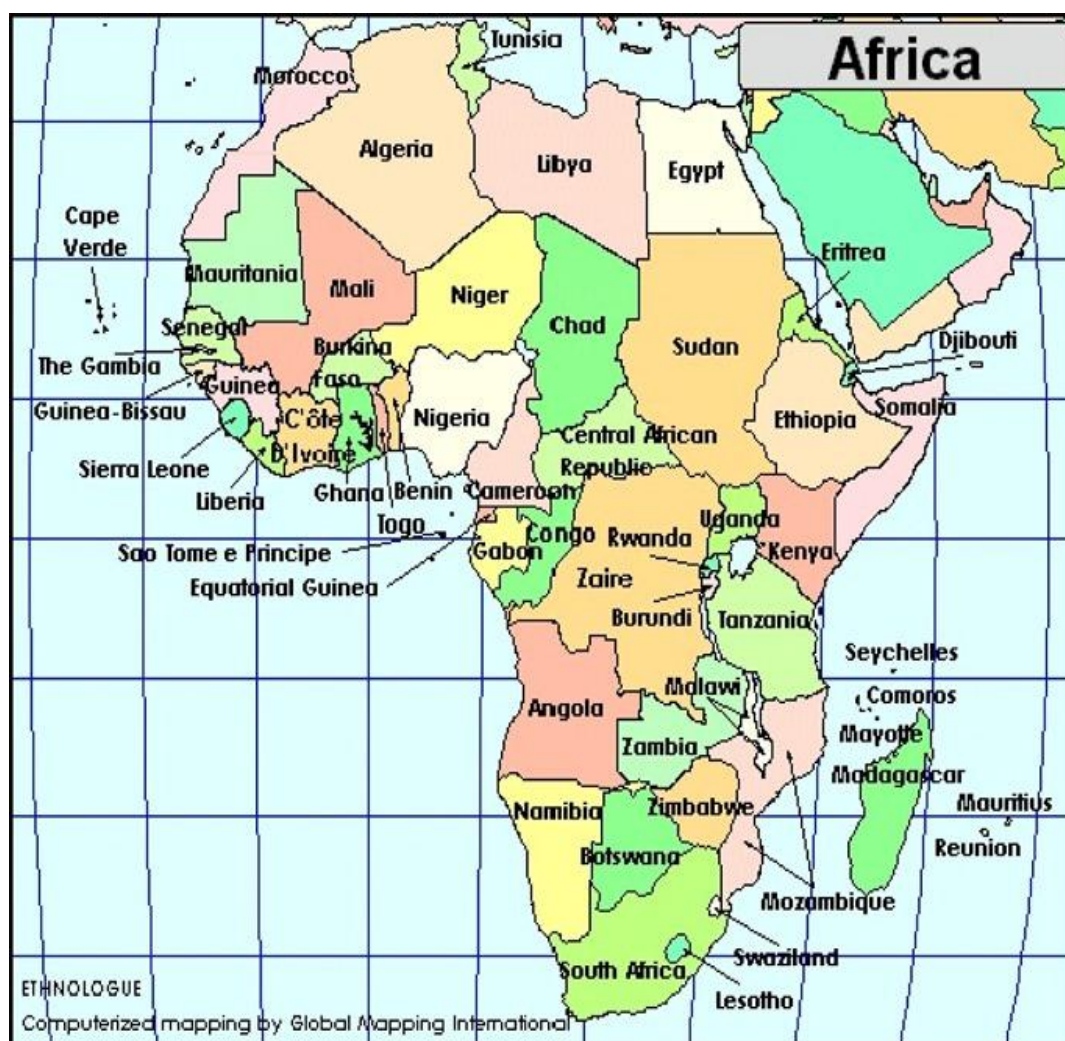 Africa
Tunisia
Morocco
Algeria
Libya
Egypt
Cape
Verde
Mauritania
Mali
Niger
Chad
Sudan
Eritrea
Senegal
The Gambia
Burkina
Faso
Djibouti
Guinea
Guinea-Bissau
Nigeria
Ethiopia
Somalia
C'ôte
D'Ivoire
Central African
Republic
Sierra Leone
Liberia
Ghana
Benin
Cameroon
Togo
Uganda
Kenya
Sao Tome e Principe
Gabon
Congo
Rwanda
Equatorial Guinea
Zaire
Burundi
Tanzania
Seychelles
Malawi
Comoros
Angola
Zambia
Mayotte
Madagascar
Namibia
Zimbabwe
Mauritius
Reunion
Botswana
Mozambique
Swaziland
South Africa
Lesotho
ETHNOLOGUE
Computerized mapping by Global Mapping International